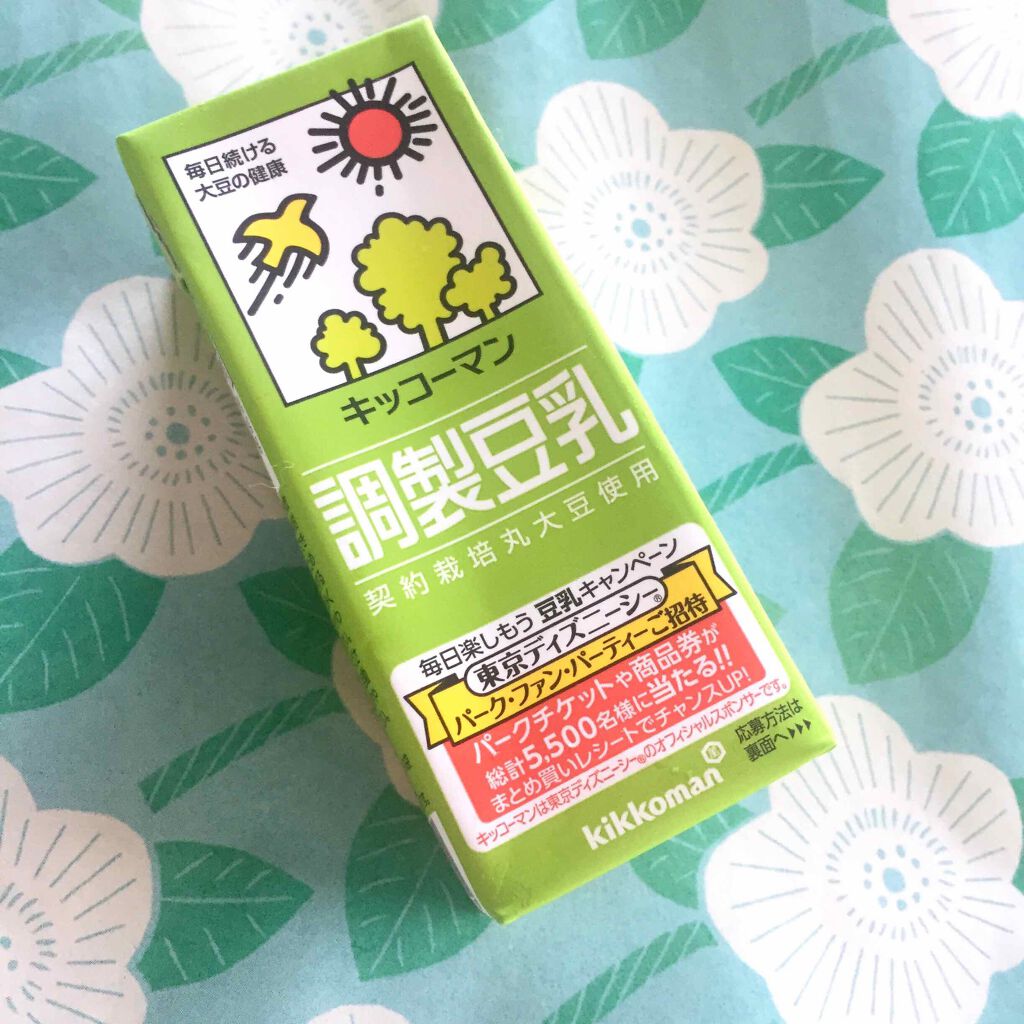 毎日続ける
大豆の健康
キッコーマン
調製豆乳
契約栽培丸大豆使用
毎日楽しもう 豆乳キャンペーン
東京ディズニーシー®
パーク・ファン・パーティーご招待
パークチケットや商品券が
総計5,500名様に当たる!!
まとめ買いレシートでチャンスUP!
キッコーマンは東京ディズニーシー®のオフィシャルスポンサーです。
応募方法は
裏面へ
kikkoman